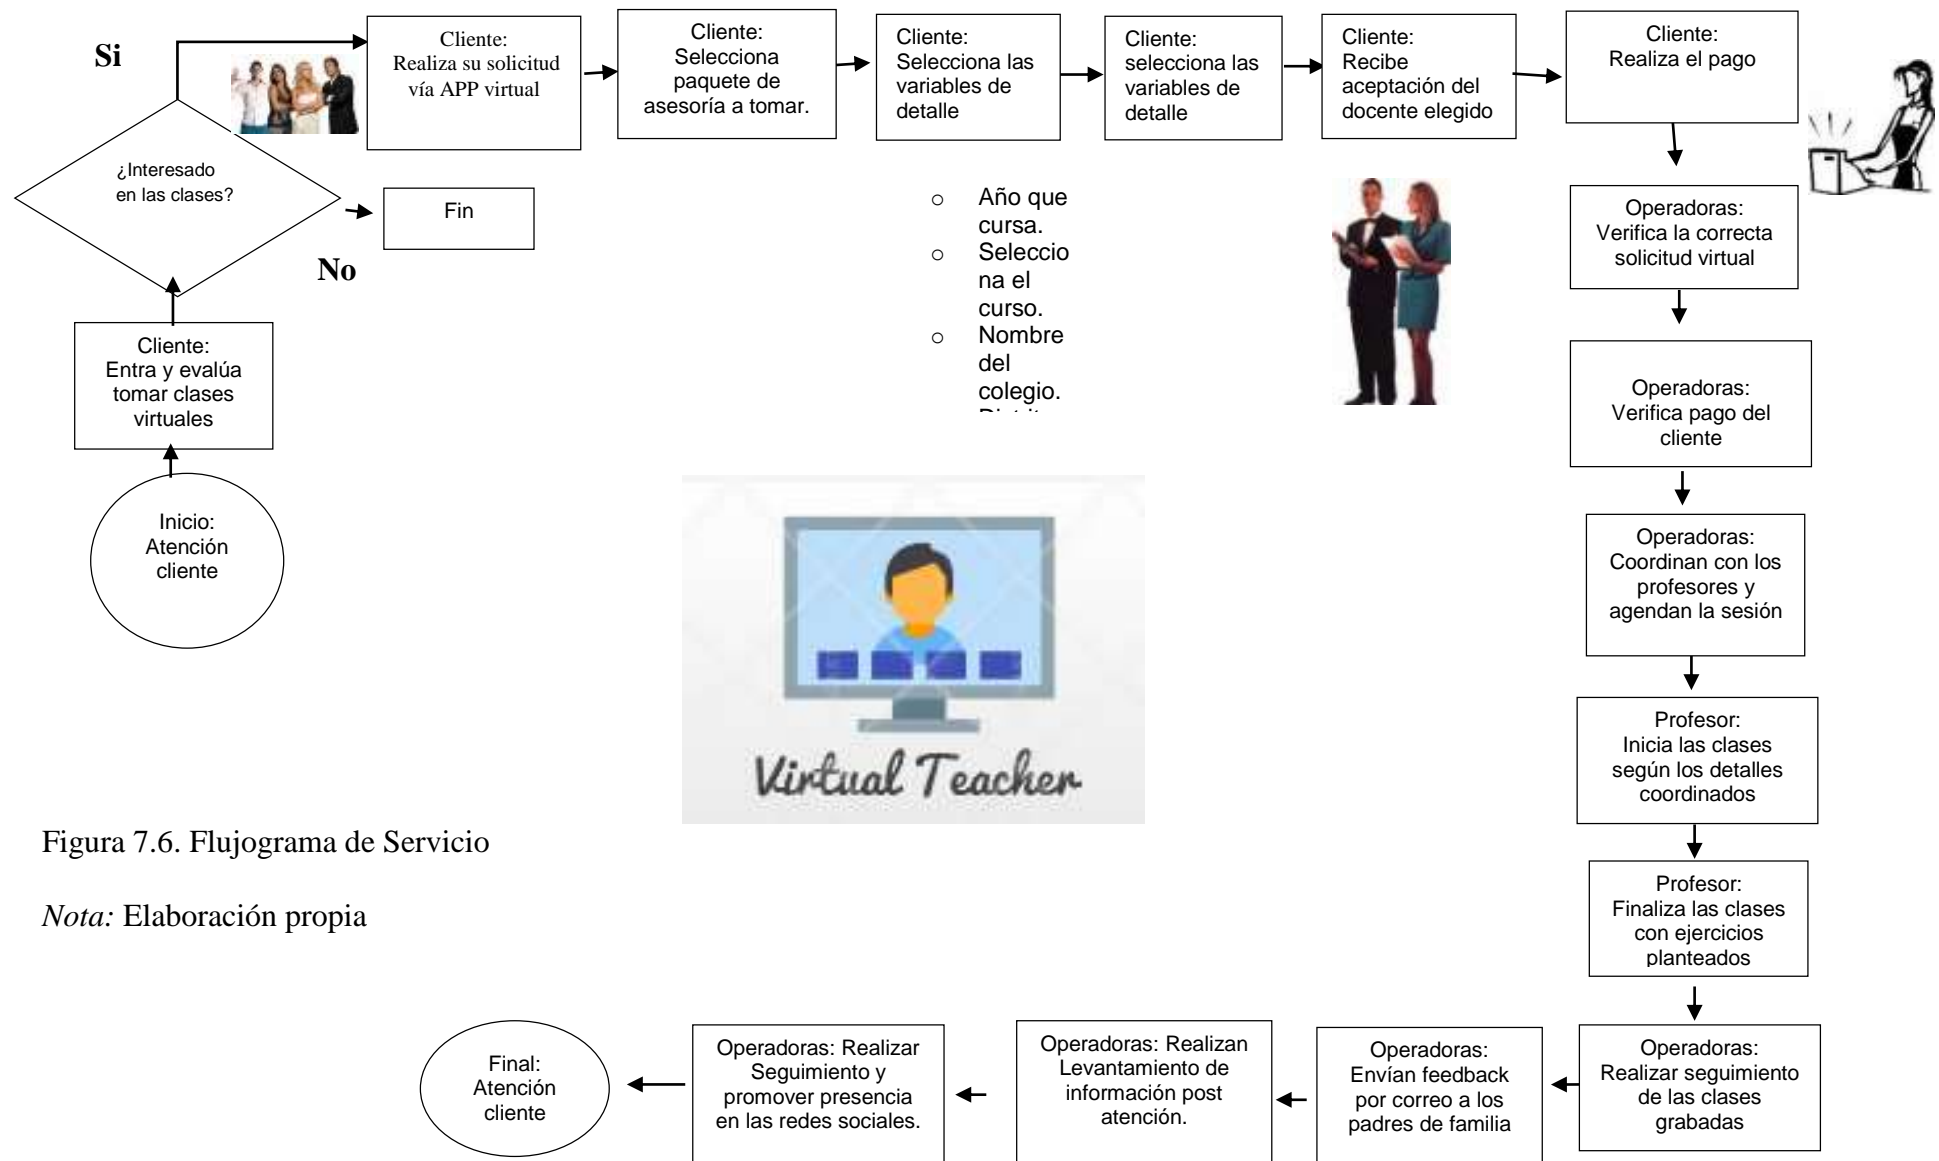 Si
Cliente:
Realiza su solicitud
vía APP virtual
Cliente:
Selecciona
paquete de
asesoría a tomar.
Cliente:
Selecciona las
variables de
detalle
Cliente:
selecciona las
variables de
detalle
Cliente:
Recibe
aceptación del
docente elegido
Cliente:
Realiza el pago
¿Interesado
en las clases?
Fin
No
Cliente:
Entra y evalúa
tomar clases
virtuales
Inicio:
Atención
cliente
o Año que
cursa.
o Seleccio
na el
curso.
o Nombre
del
colegio.
Operadoras:
Verifica la correcta
solicitud virtual
Operadoras:
Verifica pago del
cliente
Operadoras:
Coordinan con los
profesores y
agendan la sesión
Profesor:
Inicia las clases
según los detalles
coordinados
Profesor:
Finaliza las clases
con ejercicios
planteados
Virtual Teacher
Figura 7.6. Flujograma de Servicio
Nota: Elaboración propia
Operadoras:
Realizar seguimiento
de las clases
grabadas
Operadoras:
Envían feedback
por correo a los
padres de familia
Operadoras: Realizan
Levantamiento de
información post
atención.
Operadoras: Realizar
Seguimiento y
promover presencia
en las redes sociales.
Final:
Atención
cliente